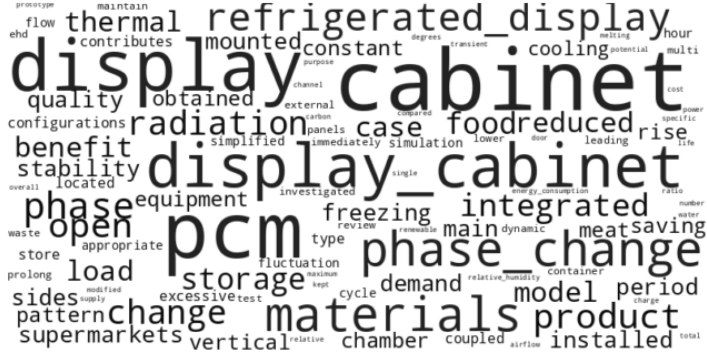 prototype maintain
ehd flow thermal refrigerated_display
contributes mounted constant degrees transient melting hour
display cabinet cooling potential multi
purpose channel cost
quality obtained external carbon compared power
configurations radiation panels case food reduced rise specific
benefit simplified immediately simulation lower door leading life
stability display_cabinet single
overall located investigated energy_consumption ratio
phase equipment freezing integrated number
waste open pcm review renewable main dynamic meat saving water
store appropriate type phase_change
prolong load storage fluctuation maximum demand relative_humidity container
sides modified supply excessive test kept cycle model period charge
pattern change materials product
supermarkets vertical relative chamber coupled airflow installed total